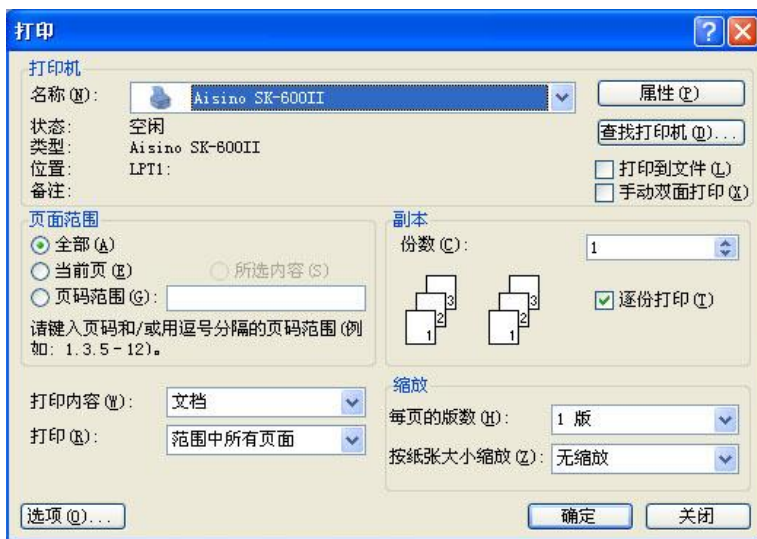 打印
打印机
名称(N):
Aisino SK-600II
属性(P)
状态:
空闲
查找打印机(D)...
类型:
Aisino SK-600II
位置:
LPT1:
打印到文件(L)
备注:
手动双面打印(X)
页面范围
全部(A)
当前页(E)
所选内容(S)
页码范围(G):
请键入页码和/或用逗号分隔的页码范围(例
如: 1.3.5-12)。
副本
份数(C):
1
1
2
3
1
2
3
逐份打印(T)
打印内容(W):
文档
打印(R):
范围中所有页面
缩放
每页的版数(H):
1 版
按纸张大小缩放(Z):
无缩放
选项(O)...
确定
关闭